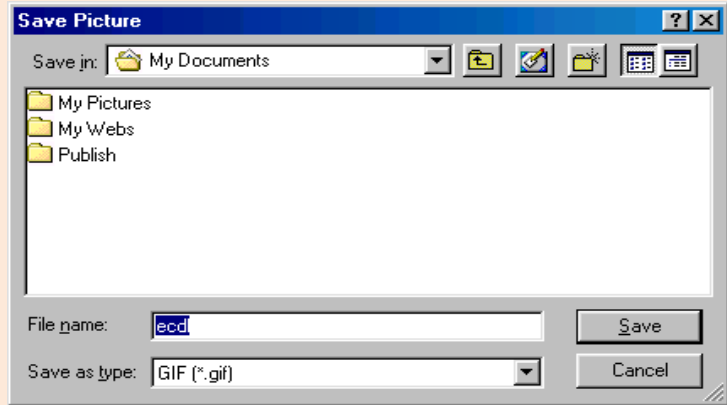 Save Picture
Save in: My Documents
My Pictures
My Webs
Publish
File name: ecd Save
Save as type: GIF (*.gif) Cancel